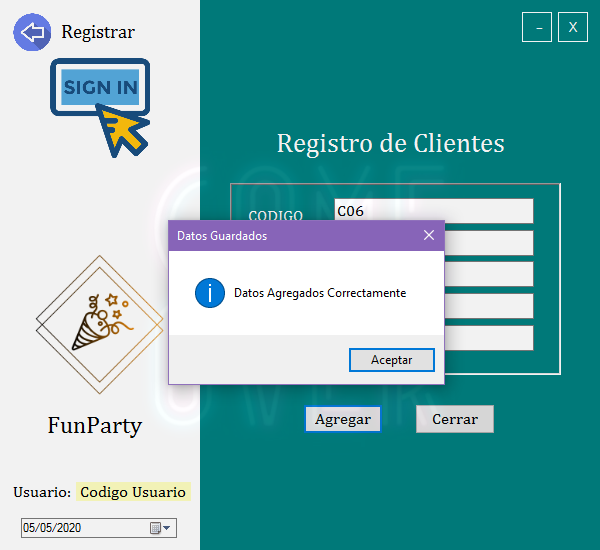 Registrar
SIGN IN
- X
Registro de Clientes
CODIGO C06
Datos Guardados
Datos Agregados Correctamente
Aceptar
FunParty
Agregar Cerrar
Usuario: Codigo Usuario
05/05/2020